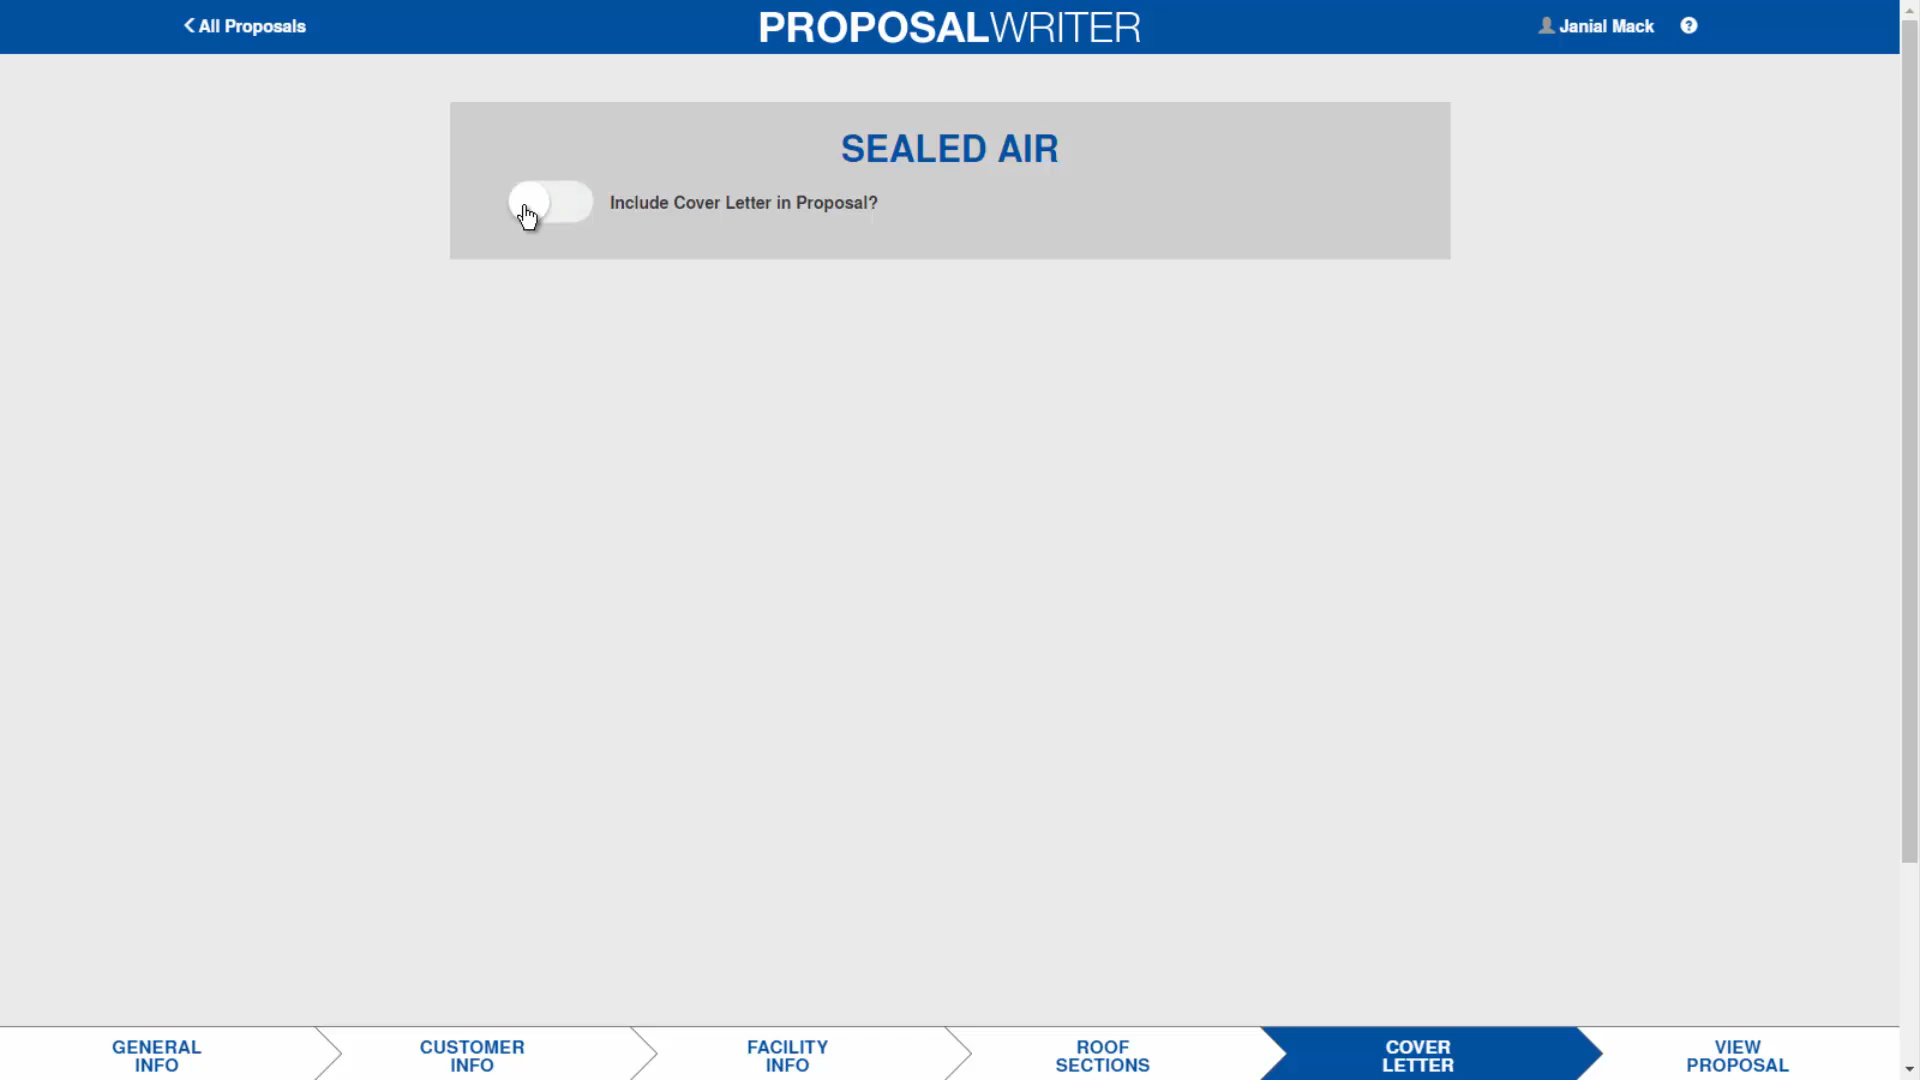 All Proposals
PROPOSALWRITER
Janial Mack
SEALED AIR
Include Cover Letter in Proposal?
GENERAL
INFO
CUSTOMER
INFO
FACILITY
INFO
ROOF
SECTIONS
COVER
LETTER
VIEW
PROPOSAL